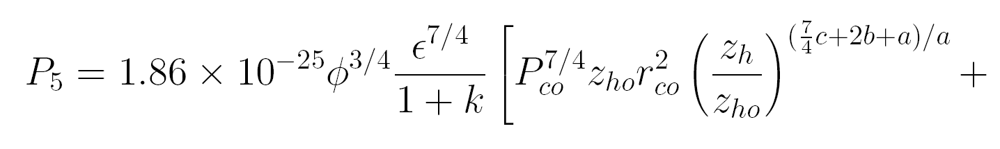 $P_5 = 1.86 \times 10^{-25} \phi^{3/4} \frac{\epsilon^{7/4}}{1+k} \left[ P_{co}^{7/4} z_{ho} r_{co}^2 \left( \frac{z_h}{z_{ho}} \right)^{(\frac{7}{4}c+2b+a)/a} + \right.$